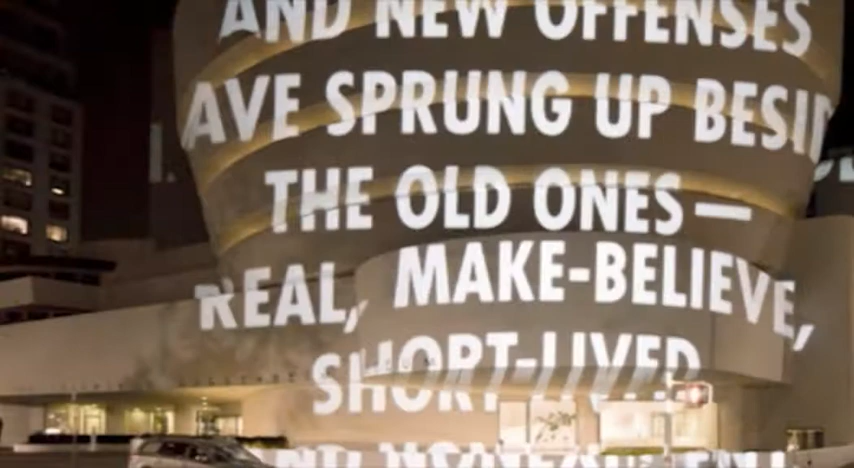 AND NEW OFFENSES
AVE SPRUNG UP BESID
THE OLD ONES—
REAL, MAKE-BELIEVE,
SHORT-LIVED